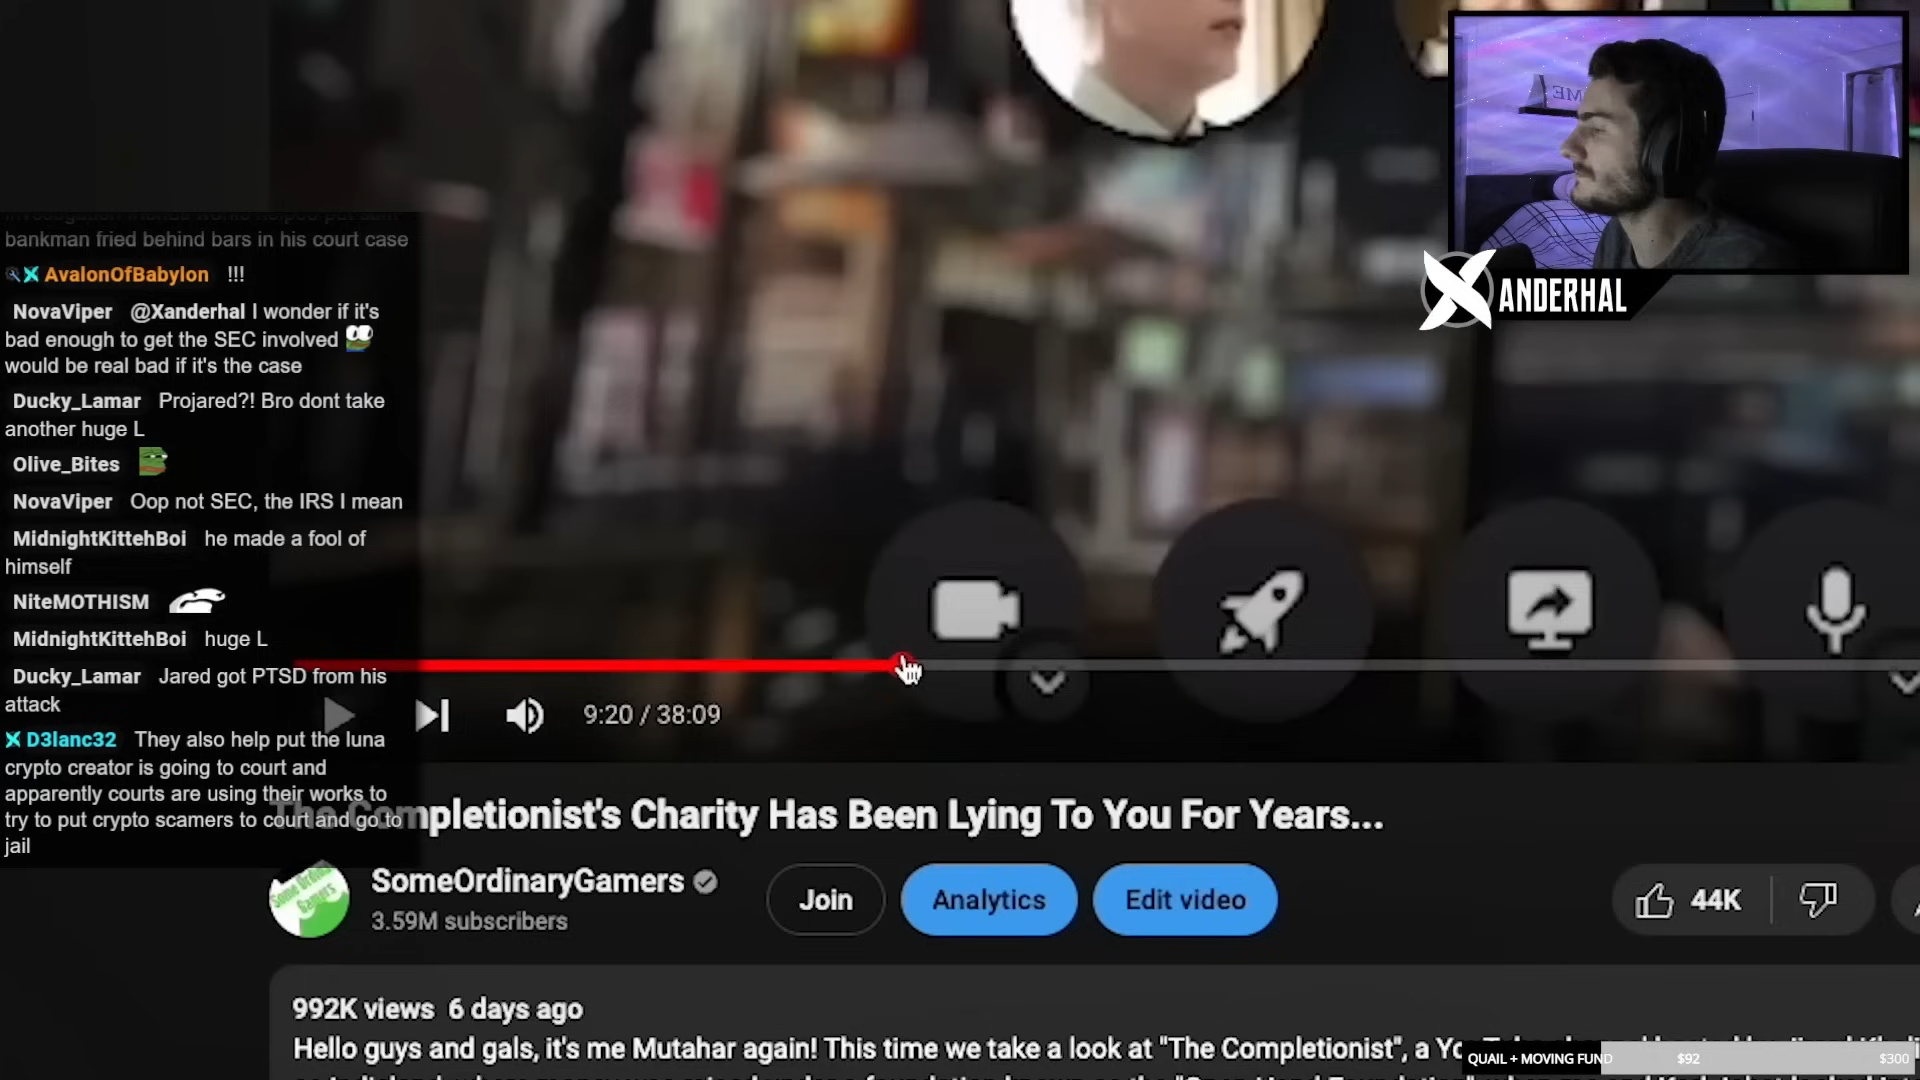 bankman fried behind bars in his court case
AvalonOfBabylon !!!
NovaViper @Xanderhal I wonder if it's
bad enough to get the SEC involved
would be real bad if it's the case
Ducky_Lamar Projared?! Bro dont take
another huge L
Olive_Bites
NovaViper Oop not SEC, the IRS I mean
MidnightKittehBoi he made a fool of
himself
NiteMOTHISM
MidnightKittehBoi huge L
Ducky_Lamar Jared got PTSD from his
attack
D3lanc32 They also help put the luna
crypto creator is going to court and
apparently courts are using their works to
try to put crypto scamers to court and go to
jail
XANDERHAL
9:20 / 38:09
The Completionist's Charity Has Been Lying To You For Years...
SomeOrdinaryGamers
3.59M subscribers
Join
Analytics
Edit video
44K
992K views 6 days ago
Hello guys and gals, it's me Mutahar again! This time we take a look at "The Completionist", a
QUAIL + MOVING FUND $92 $300